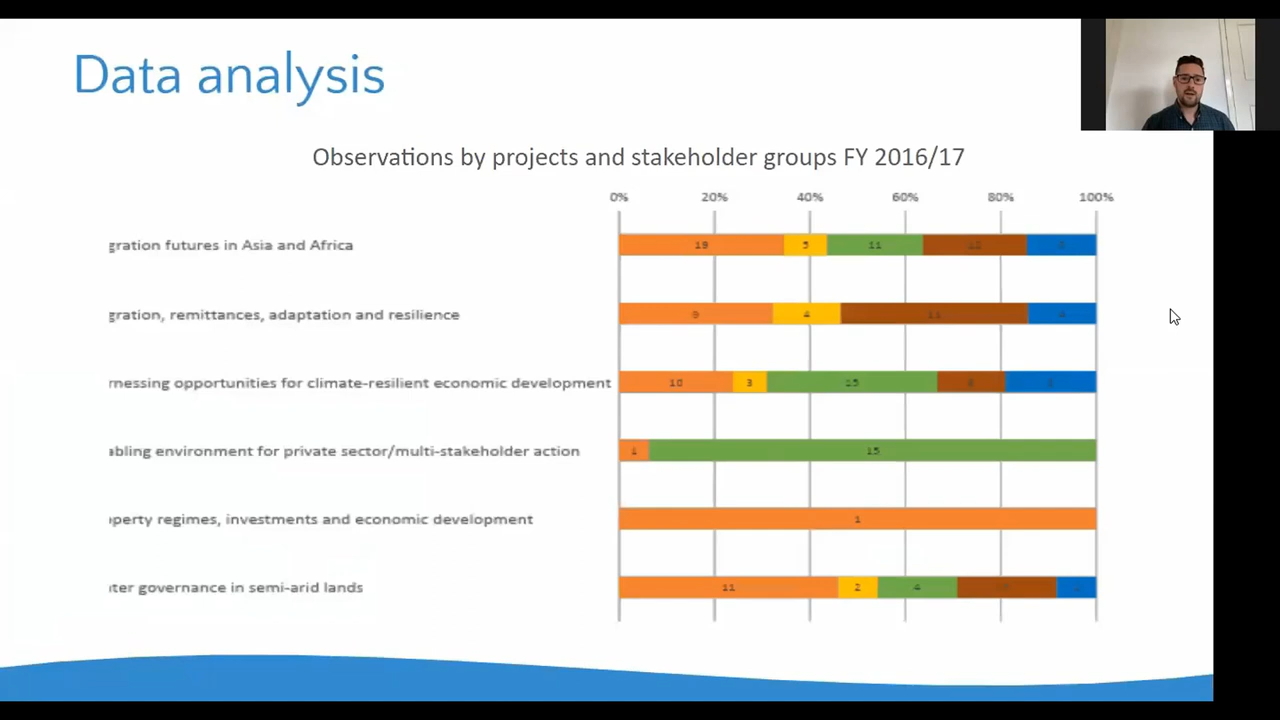 Data analysis
Observations by projects and stakeholder groups FY 2016/17
0% 20% 40% 60% 80% 100%
gration futures in Asia and Africa 19 5 11
gration, remittances, adaptation and resilience 9 4 11
rnessing opportunities for climate-resilient economic development 10 3 15
abling environment for private sector/multi-stakeholder action 1 15
perty regimes, investments and economic development 1
ter governance in semi-arid lands 11 2 4